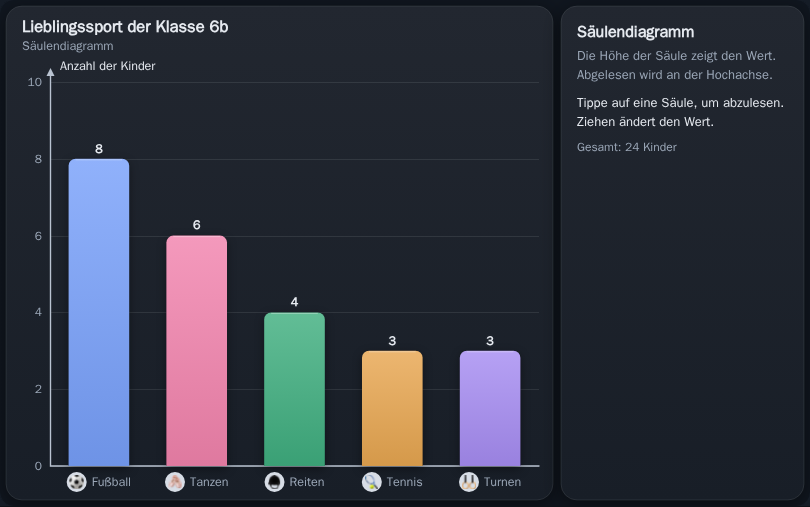 Lieblingssport der Klasse 6b
Säulendiagramm
Anzahl der Kinder
10
8
6
4
2
0
8
6
4
3
3
Fußball
Tanzen
Reiten
Tennis
Turnen
Säulendiagramm
Die Höhe der Säule zeigt den Wert.
Abgelesen wird an der Hochachse.
Tippe auf eine Säule, um abzulesen.
Ziehen ändert den Wert.
Gesamt: 24 Kinder